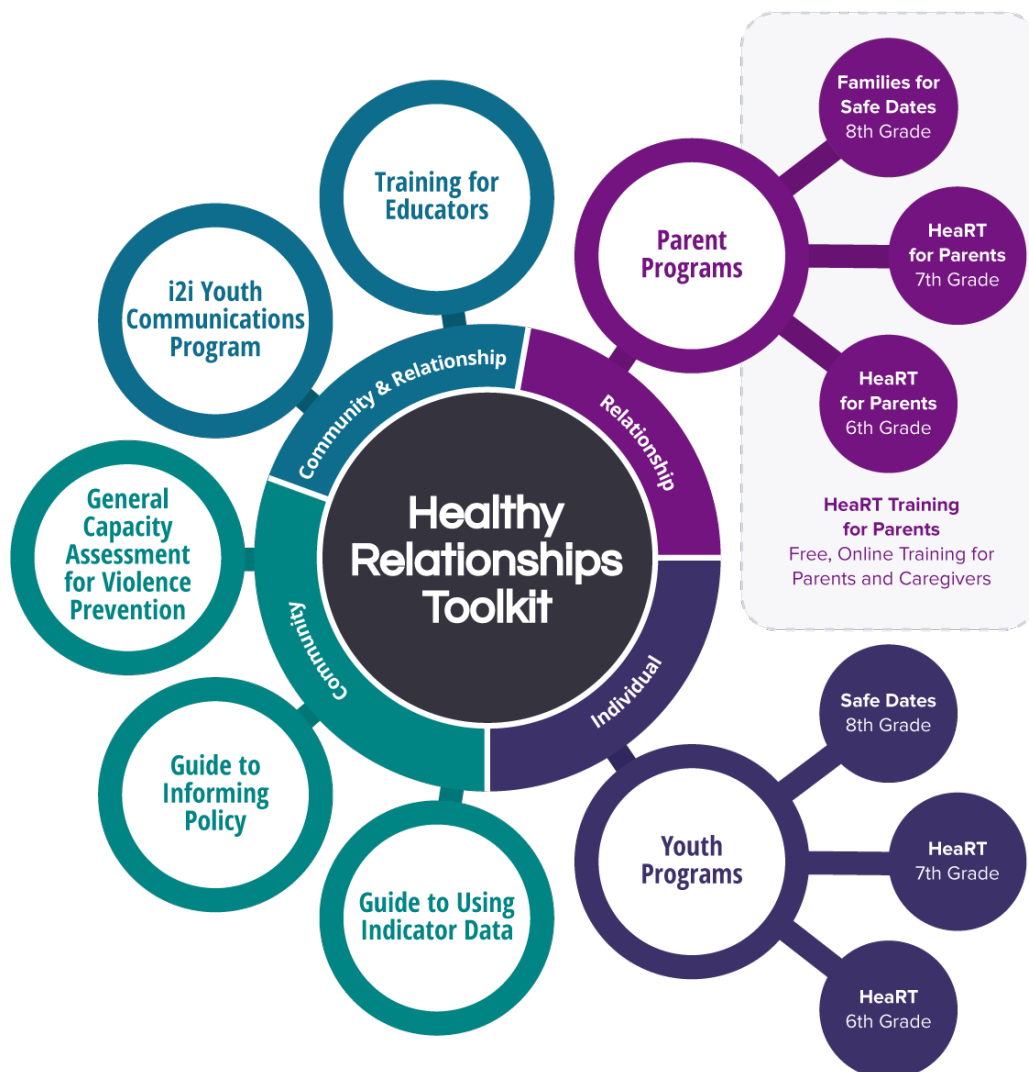 Families for
Safe Dates
8th Grade
Training for
Educators
HeaRT
for Parents
7th Grade
Parent
Programs
i2i Youth
Communications
Program
Community & Relationship
Relationship
HeaRT
for Parents
6th Grade
General
Capacity
Assessment
for Violence
Prevention
Healthy
Relationships
Toolkit
HeaRT Training
for Parents
Free, Online Training for
Parents and Caregivers
Community
Individual
Safe Dates
8th Grade
Guide to
Informing
Policy
Youth
Programs
HeaRT
7th Grade
Guide to Using
Indicator Data
HeaRT
6th Grade